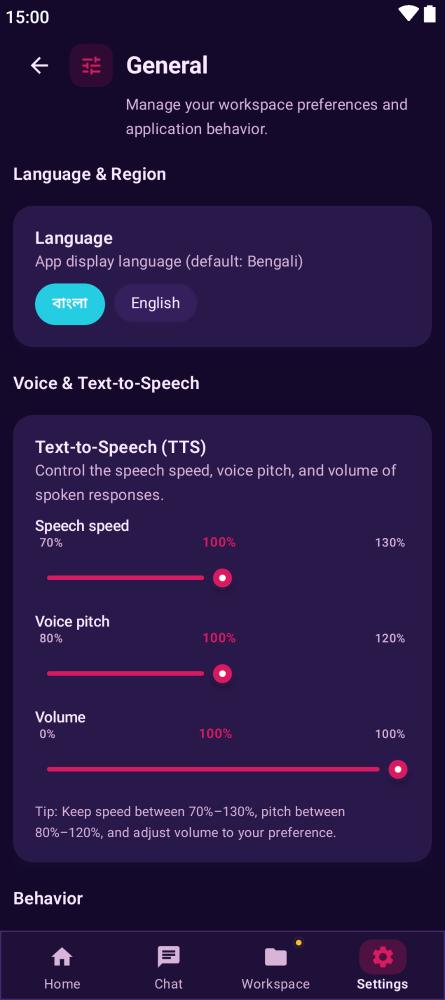 15:00
General
Manage your workspace preferences and
application behavior.
Language & Region
Language
App display language (default: Bengali)
বাংলা English
Voice & Text-to-Speech
Text-to-Speech (TTS)
Control the speech speed, voice pitch, and volume of
spoken responses.
Speech speed
70% 100% 130%
Voice pitch
80% 100% 120%
Volume
0% 100% 100%
Tip: Keep speed between 70%–130%, pitch between
80%–120%, and adjust volume to your preference.
Behavior
Home Chat Workspace Settings